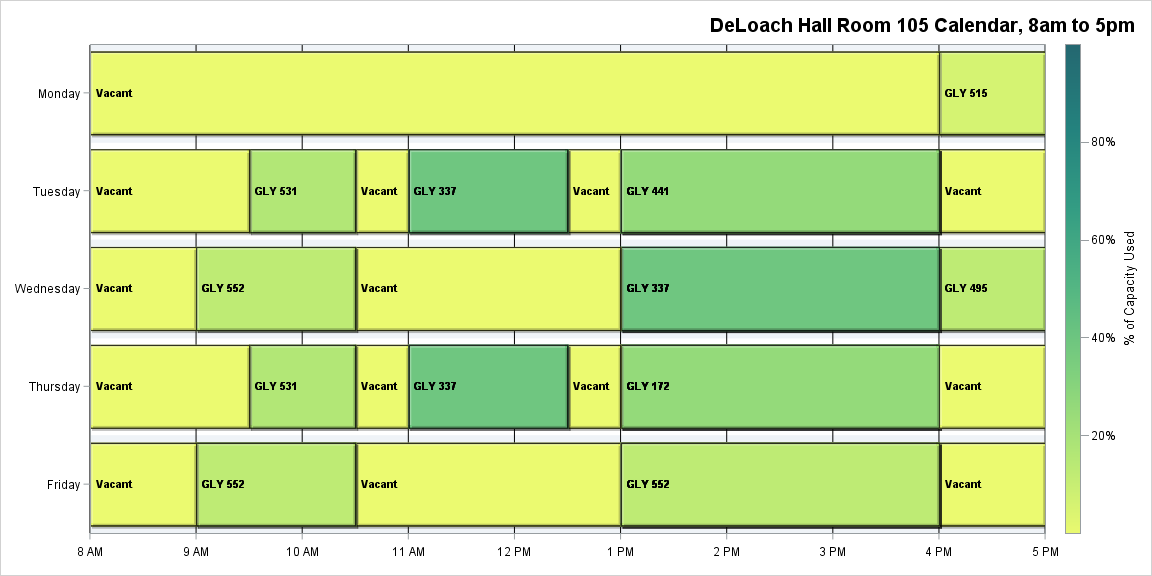 DeLoach Hall Room 105 Calendar, 8am to 5pm
Monday
Vacant
GLY 515
Tuesday
Vacant
GLY 531
Vacant
GLY 337
Vacant
GLY 441
Vacant
Wednesday
Vacant
GLY 552
Vacant
GLY 337
GLY 495
Thursday
Vacant
GLY 531
Vacant
GLY 337
Vacant
GLY 172
Vacant
Friday
Vacant
GLY 552
Vacant
GLY 552
Vacant
8 AM
9 AM
10 AM
11 AM
12 PM
1 PM
2 PM
3 PM
4 PM
5 PM
80%
60%
40%
20%
% of Capacity Used